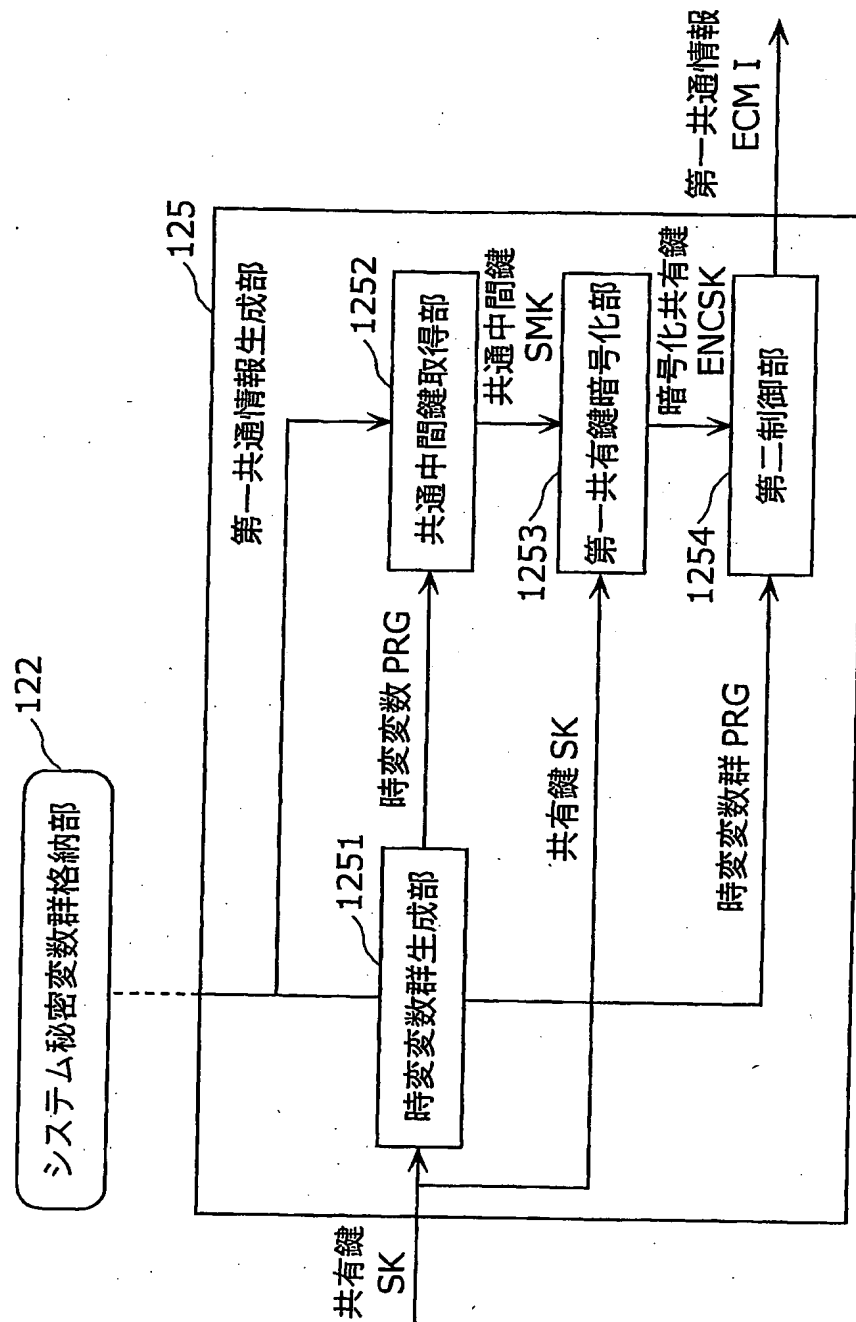 システム秘密変数群格納部
122
125
第一共通情報生成部
共有鍵
SK
1251
時変変数群生成部
時変変数 PRG
1252
共通中間鍵取得部
共通中間鍵
SMK
共有鍵 SK
1253
第一共有鍵暗号化部
暗号化共有鍵
ENCSK
時変変数群 PRG
1254
第二制御部
第一共通情報
ECM I